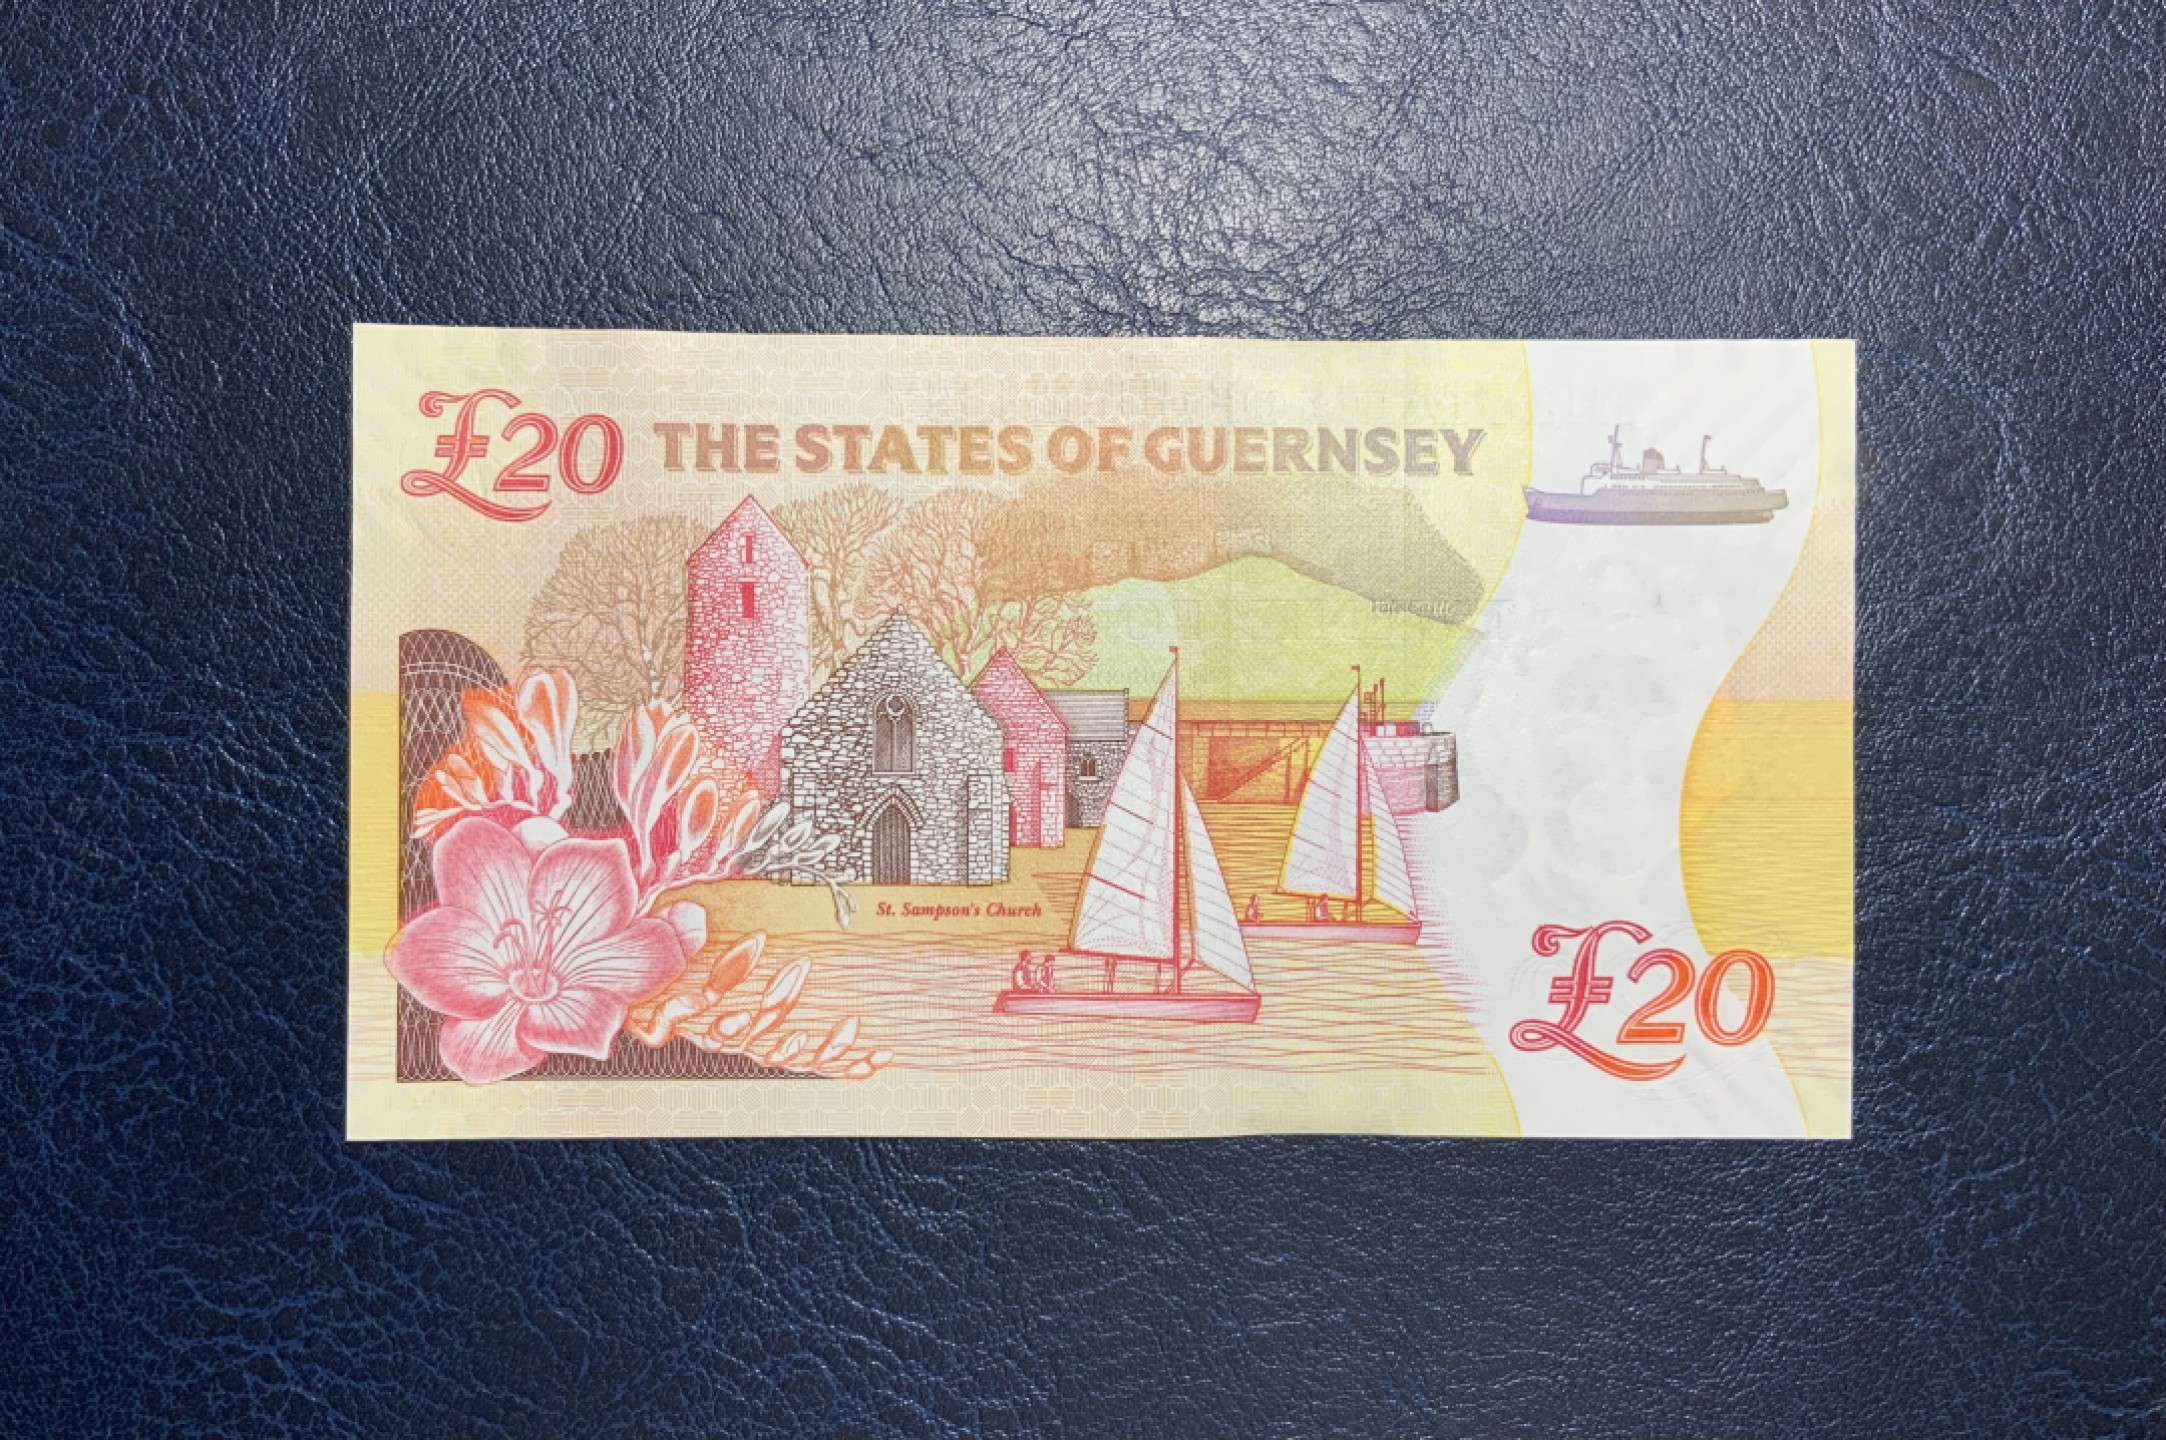 £20 THE STATES OF GUERNSEY
Vale Castle
St. Sampson's Church
£20